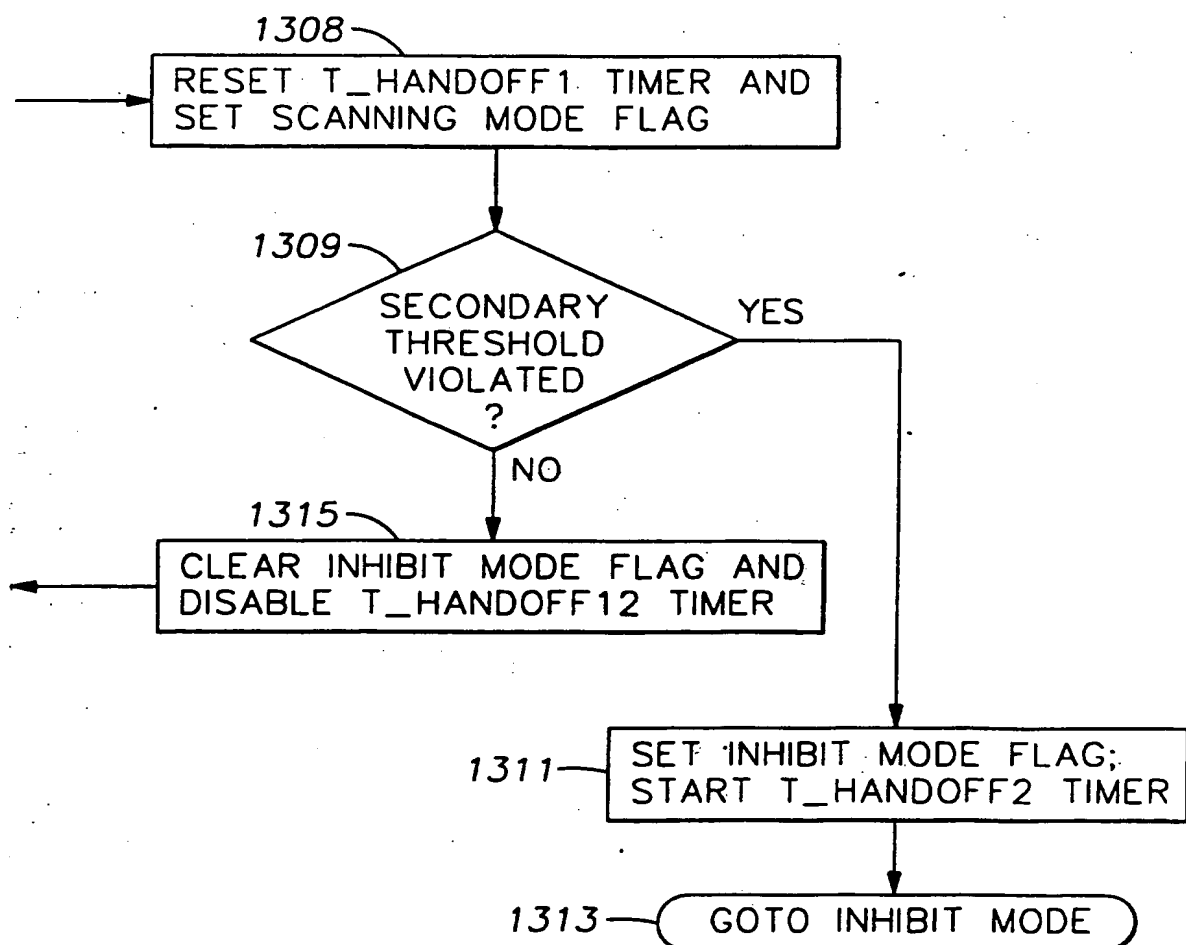 1308
RESET T_HANDOFF1 TIMER AND
SET SCANNING MODE FLAG
1309
SECONDARY
THRESHOLD
VIOLATED
?
YES
NO
1315
CLEAR INHIBIT MODE FLAG AND
DISABLE T_HANDOFF12 TIMER
1311
SET INHIBIT MODE FLAG;
START T_HANDOFF2 TIMER
1313
GOTO INHIBIT MODE